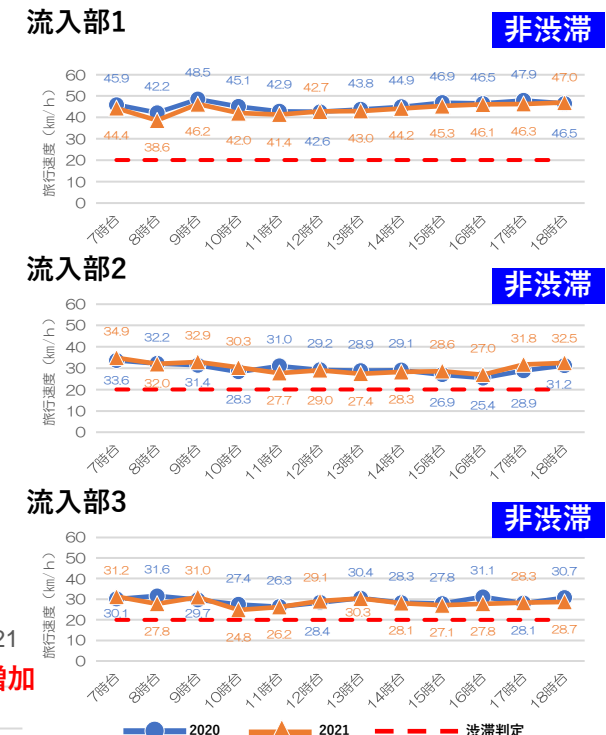 流入部1
非渋滞
旅行速度（km/h）
60
50
40
30
20
10
0
45.9 42.2 48.5 45.1 42.9 42.7 43.8 44.9 46.9 46.5 47.9 47.0
44.4 38.6 46.2 42.0 41.4 42.6 43.0 44.2 45.3 46.1 46.3 46.5
7時台 8時台 9時台 10時台 11時台 12時台 13時台 14時台 15時台 16時台 17時台 18時台
流入部2
非渋滞
旅行速度（km/h）
60
50
40
30
20
10
0
34.9 32.2 32.9 30.3 31.0 29.2 28.9 29.1 28.6 27.0 31.8 32.5
33.6 32.0 31.4 28.3 27.7 29.0 27.4 28.3 26.9 25.4 28.9 31.2
7時台 8時台 9時台 10時台 11時台 12時台 13時台 14時台 15時台 16時台 17時台 18時台
流入部3
非渋滞
旅行速度（km/h）
60
50
40
30
20
10
0
31.2 31.6 31.0 27.4 26.3 29.1 30.4 28.3 27.8 31.1 28.3 30.7
30.1 27.8 29.7 24.8 26.2 28.4 30.3 28.1 27.1 27.8 28.1 28.7
7時台 8時台 9時台 10時台 11時台 12時台 13時台 14時台 15時台 16時台 17時台 18時台
21
増加
2020 2021 渋滞判定